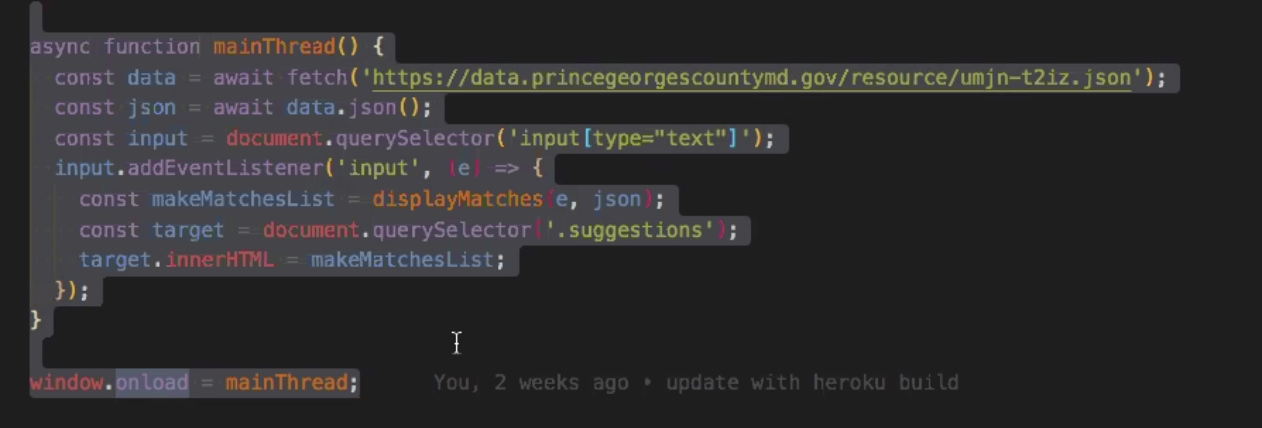 async function mainThread() {
const data = await fetch('https://data.princegeorgescountymd.gov/resource/umjn-t2iz.json');
const json = await data.json();
const input = document.querySelector('input[type="text"]');
input.addEventListener('input', (e) => {
const makeMatchesList = displayMatches(e, json);
const target = document.querySelector('.suggestions');
target.innerHTML = makeMatchesList;
});
}
window.onload = mainThread; You, 2 weeks ago • update with heroku build